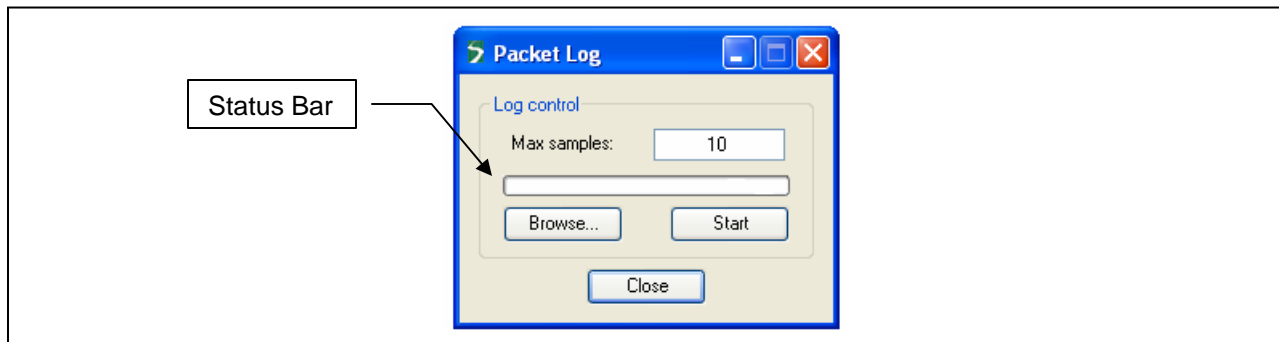 Packet Log
Status Bar
Log control
Max samples: 10
Browse... Start
Close